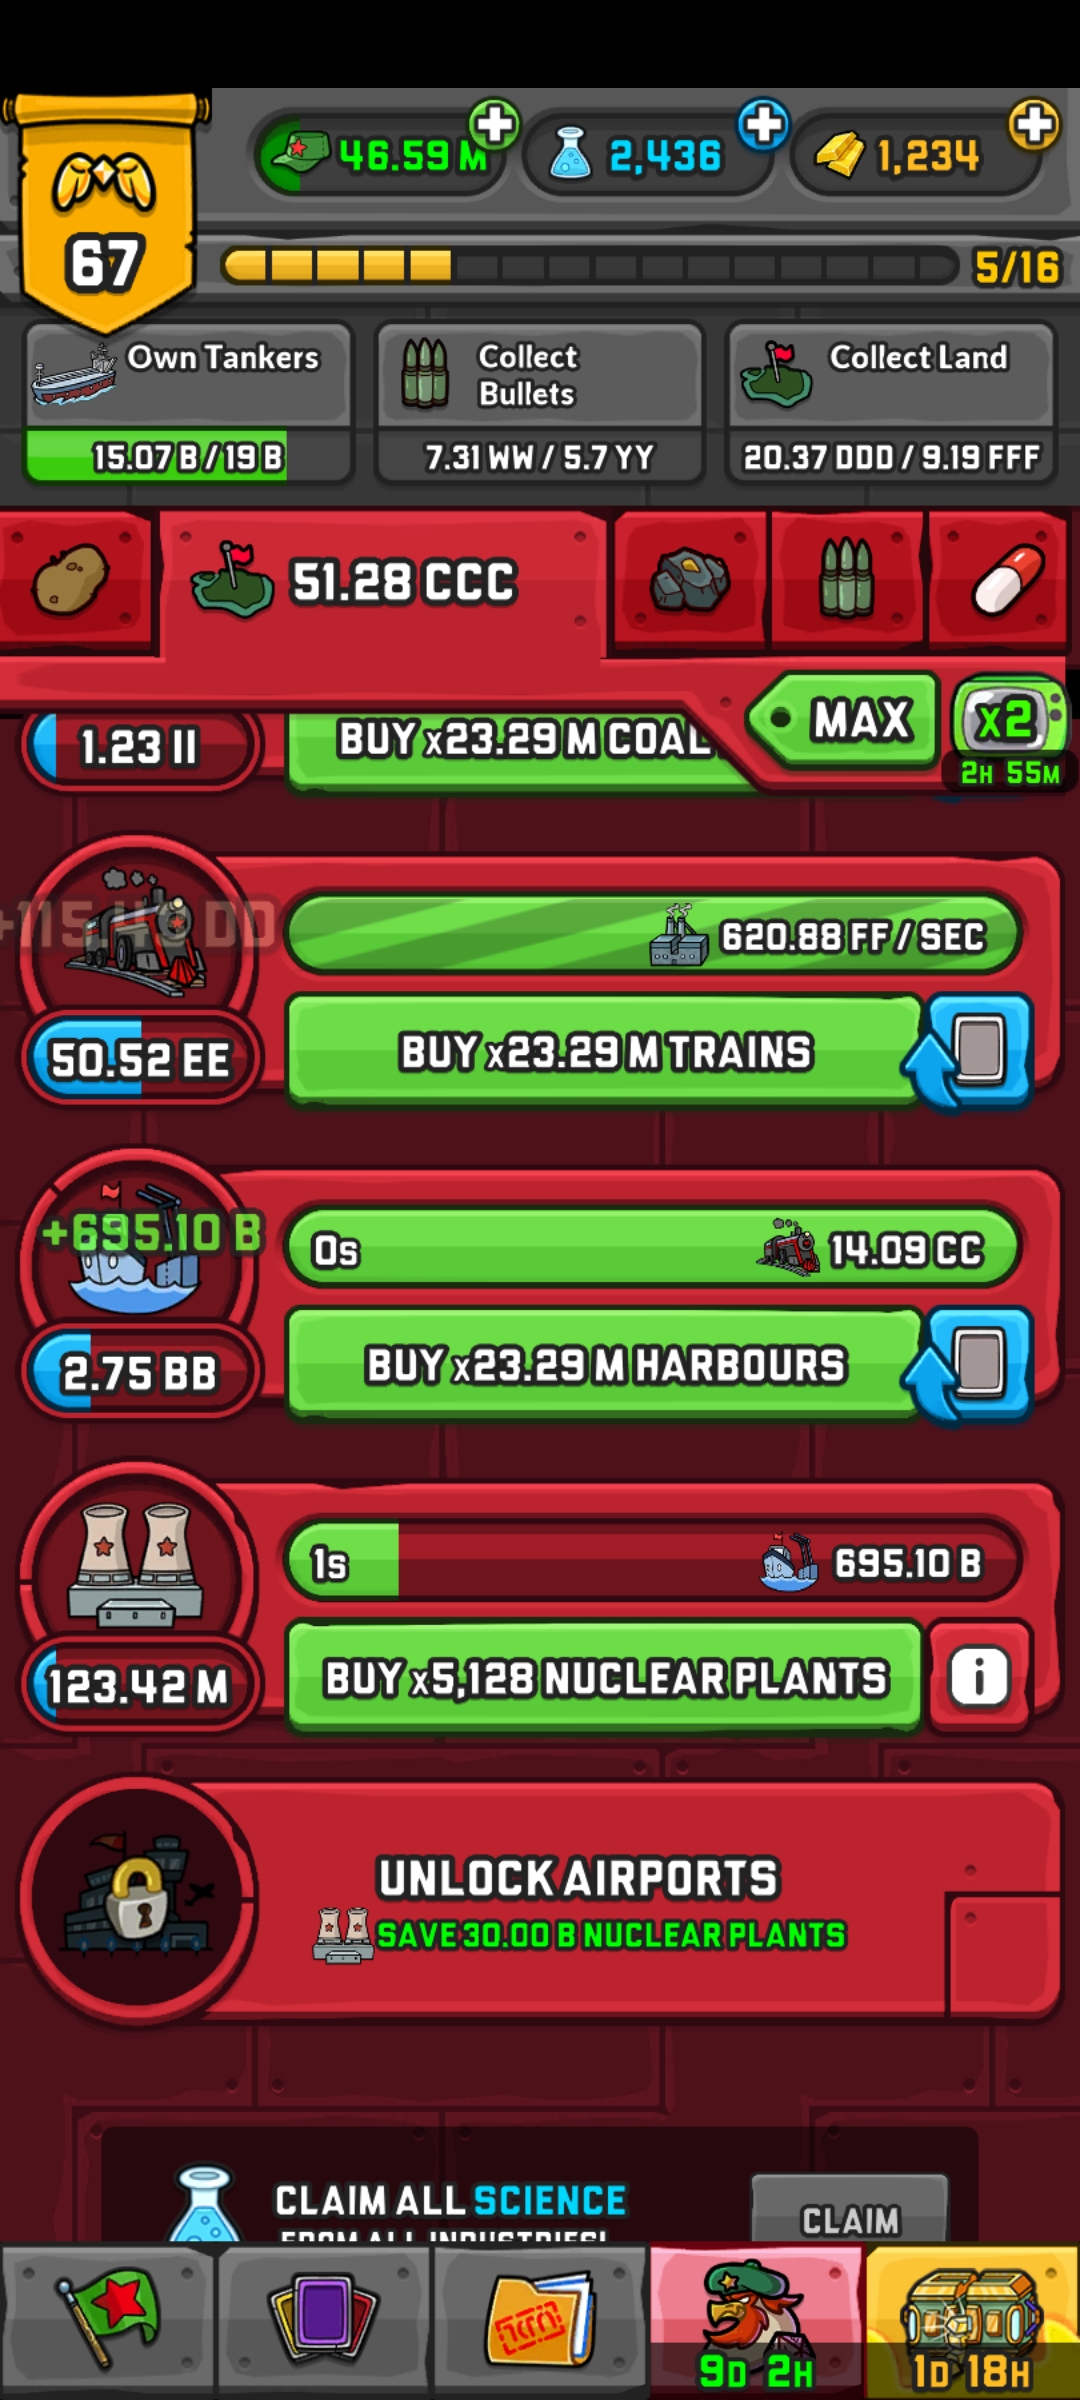 46.59 M
2,436
1,234
67
5/16
Own Tankers
15.07 B / 19 B
Collect
Bullets
7.31 WW / 5.7 YY
Collect Land
20.37 DDD / 9.19 FFF
51.28 CCC
MAX
x2
2H 55M
1.23 II
BUY x23.29 M COAL
620.88 FF / SEC
50.52 EE
BUY x23.29 M TRAINS
+695.10 B
0s
14.09 CC
2.75 BB
BUY x23.29 M HARBOURS
1s
695.10 B
123.42 M
BUY x5,128 NUCLEAR PLANTS
i
UNLOCK AIRPORTS
SAVE 30.00 B NUCLEAR PLANTS
CLAIM ALL SCIENCE
FROM ALL INDUSTRIES!
CLAIM
9D 2H
1D 18H